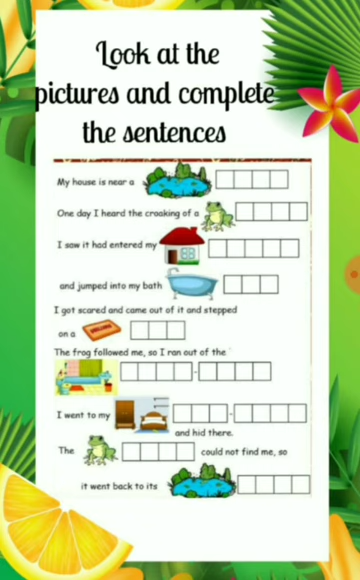 Look at the
pictures and complete
the sentences
My house is near a
One day I heard the croaking of a
I saw it had entered my
and jumped into my bath
I got scared and came out of it and stepped
on a
The frog followed me, so I ran out of the
-
I went to my
-
and hid there.
The could not find me, so
it went back to its